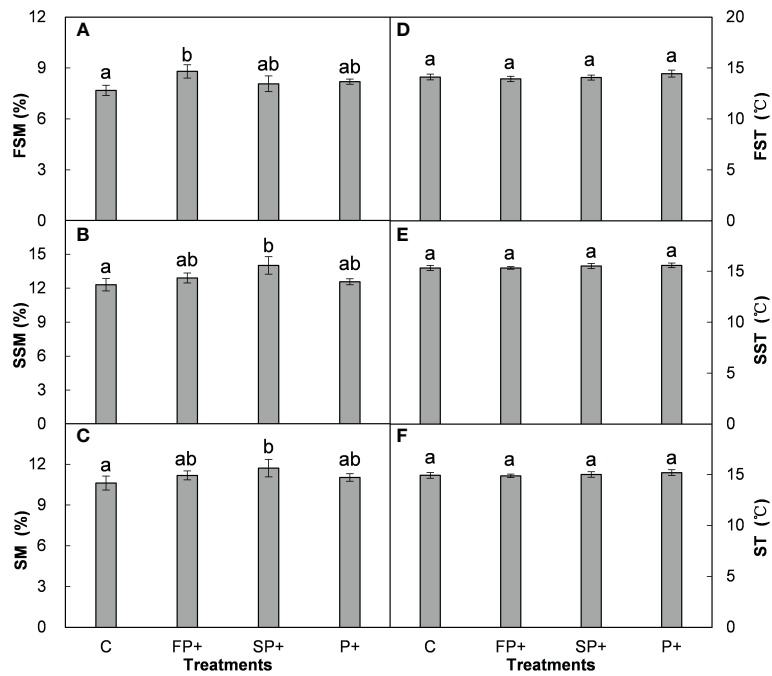 A
12
9
6
3
0
FSM (%)
a
b
ab
ab
D
20
15
10
5
0
FST (℃)
a
a
a
a
B
15
12
9
6
3
0
SSM (%)
a
ab
b
ab
E
15
10
5
0
SST (℃)
a
a
a
a
C
12
9
6
3
0
SM (%)
a
ab
b
ab
F
15
10
5
0
ST (℃)
a
a
a
a
C FP+ SP+ P+
Treatments
C FP+ SP+ P+
Treatments